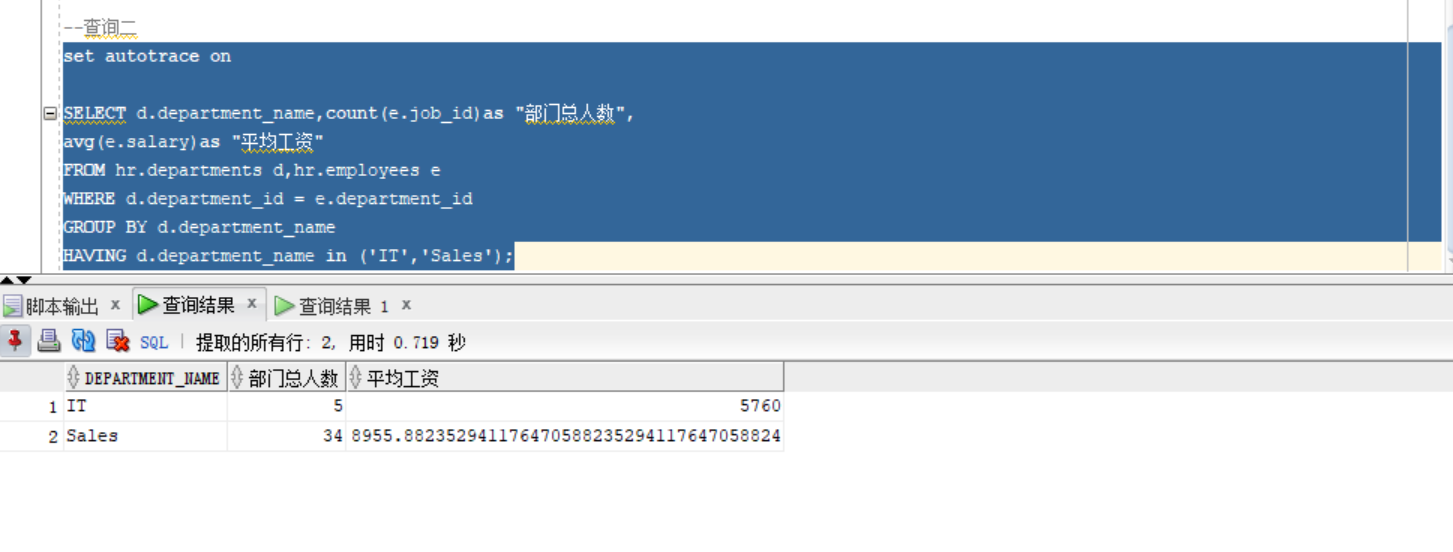 --查询二
set autotrace on
SELECT d.department_name,count(e.job_id)as "部门总人数",
avg(e.salary)as "平均工资"
FROM hr.departments d,hr.employees e
WHERE d.department_id = e.department_id
GROUP BY d.department_name
HAVING d.department_name in ('IT','Sales');
脚本输出 x 查询结果 x 查询结果 1 x
SQL | 提取的所有行: 2, 用时 0.719 秒
DEPARTMENT_NAME 部门总人数 平均工资
1 IT 5 5760
2 Sales 34 8955.882352941176470588235294117647058824